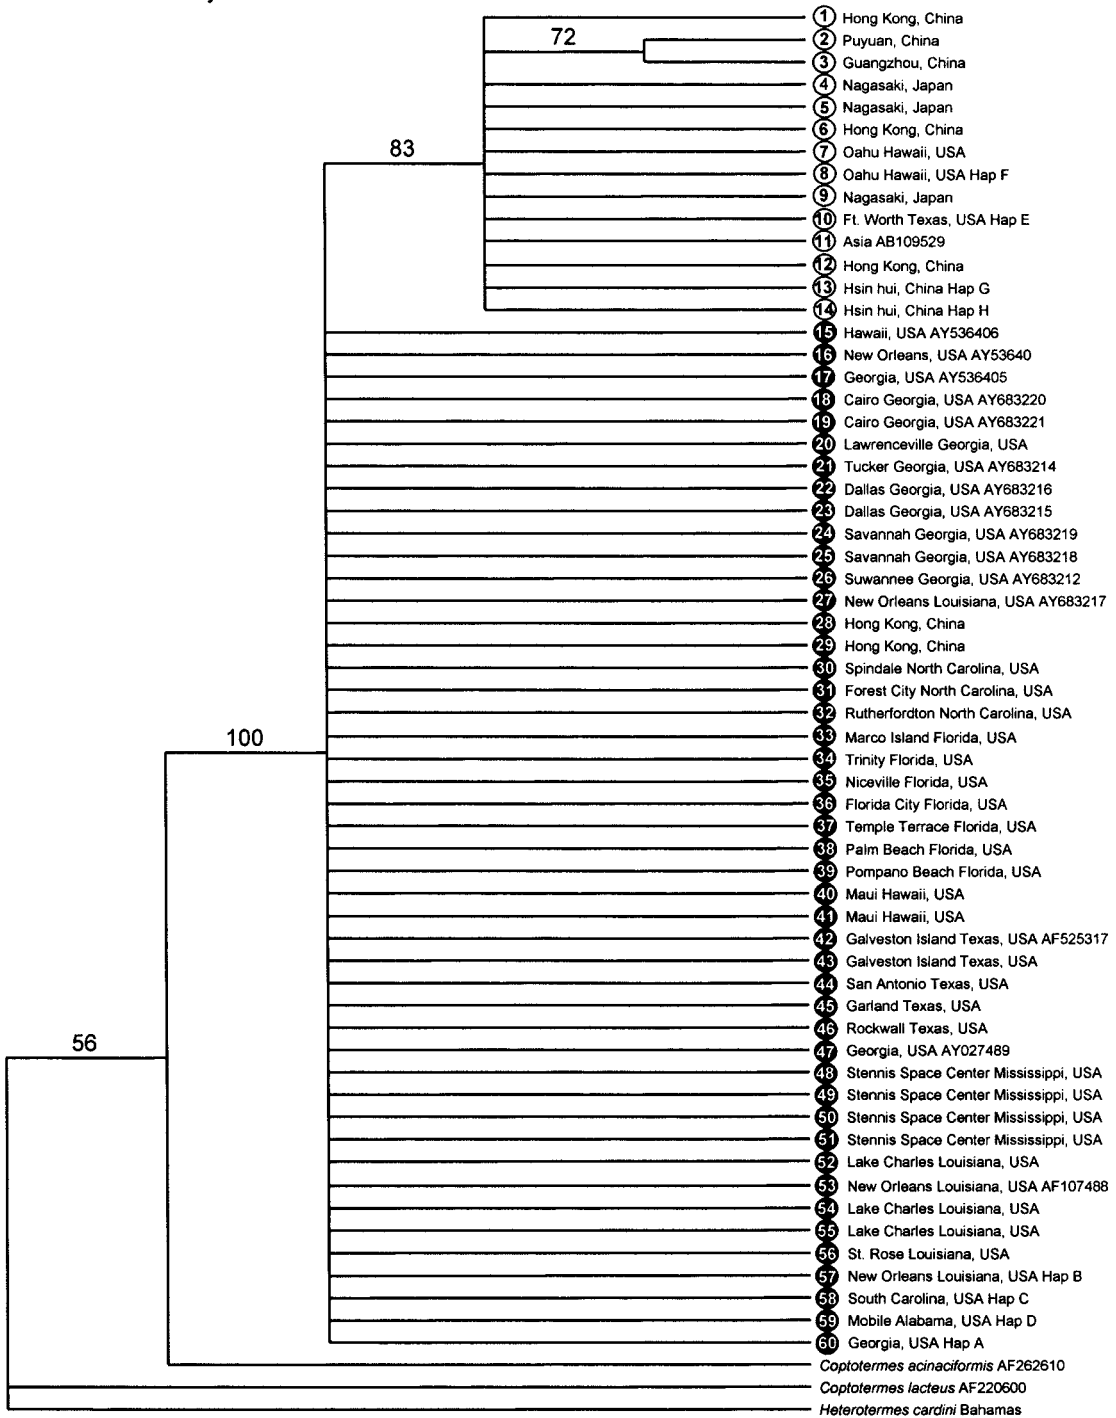 1 Hong Kong, China
72
2 Puyuan, China
3 Guangzhou, China
4 Nagasaki, Japan
5 Nagasaki, Japan
6 Hong Kong, China
83
7 Oahu Hawaii, USA
8 Oahu Hawaii, USA Hap F
9 Nagasaki, Japan
10 Ft. Worth Texas, USA Hap E
11 Asia AB109529
12 Hong Kong, China
13 Hsin hui, China Hap G
14 Hsin hui, China Hap H
15 Hawaii, USA AY536406
16 New Orleans, USA AY53640
17 Georgia, USA AY536405
18 Cairo Georgia, USA AY683220
19 Cairo Georgia, USA AY683221
20 Lawrenceville Georgia, USA
21 Tucker Georgia, USA AY683214
22 Dallas Georgia, USA AY683216
23 Dallas Georgia, USA AY683215
24 Savannah Georgia, USA AY683219
25 Savannah Georgia, USA AY683218
26 Suwannee Georgia, USA AY683212
27 New Orleans Louisiana, USA AY683217
28 Hong Kong, China
29 Hong Kong, China
30 Spindale North Carolina, USA
31 Forest City North Carolina, USA
32 Rutherfordton North Carolina, USA
33 Marco Island Florida, USA
100
34 Trinity Florida, USA
35 Niceville Florida, USA
36 Florida City Florida, USA
37 Temple Terrace Florida, USA
38 Palm Beach Florida, USA
39 Pompano Beach Florida, USA
40 Maui Hawaii, USA
41 Maui Hawaii, USA
42 Galveston Island Texas, USA AF525317
43 Galveston Island Texas, USA
44 San Antonio Texas, USA
45 Garland Texas, USA
46 Rockwall Texas, USA
56
47 Georgia, USA AY027489
48 Stennis Space Center Mississippi, USA
49 Stennis Space Center Mississippi, USA
50 Stennis Space Center Mississippi, USA
51 Stennis Space Center Mississippi, USA
52 Lake Charles Louisiana, USA
53 New Orleans Louisiana, USA AF107488
54 Lake Charles Louisiana, USA
55 Lake Charles Louisiana, USA
56 St. Rose Louisiana, USA
57 New Orleans Louisiana, USA Hap B
58 South Carolina, USA Hap C
59 Mobile Alabama, USA Hap D
60 Georgia, USA Hap A
Coptotermes acinaciformis AF262610
Coptotermes lacteus AF220600
Heterotermes cardini Bahamas